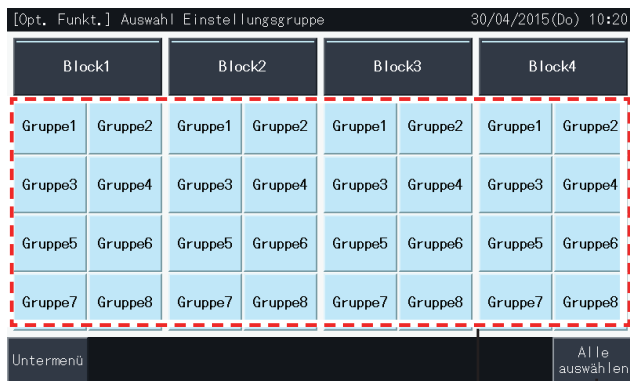 [Opt. Funkt.] Auswahl Einstellungsgruppe 30/04/2015(Do) 10:20
Block1 Block2 Block3 Block4
Gruppe1 Gruppe2 Gruppe1 Gruppe2 Gruppe1 Gruppe2 Gruppe1 Gruppe2
Gruppe3 Gruppe4 Gruppe3 Gruppe4 Gruppe3 Gruppe4 Gruppe3 Gruppe4
Gruppe5 Gruppe6 Gruppe5 Gruppe6 Gruppe5 Gruppe6 Gruppe5 Gruppe6
Gruppe7 Gruppe8 Gruppe7 Gruppe8 Gruppe7 Gruppe8 Gruppe7 Gruppe8
Untermenü
Alle
auswählen